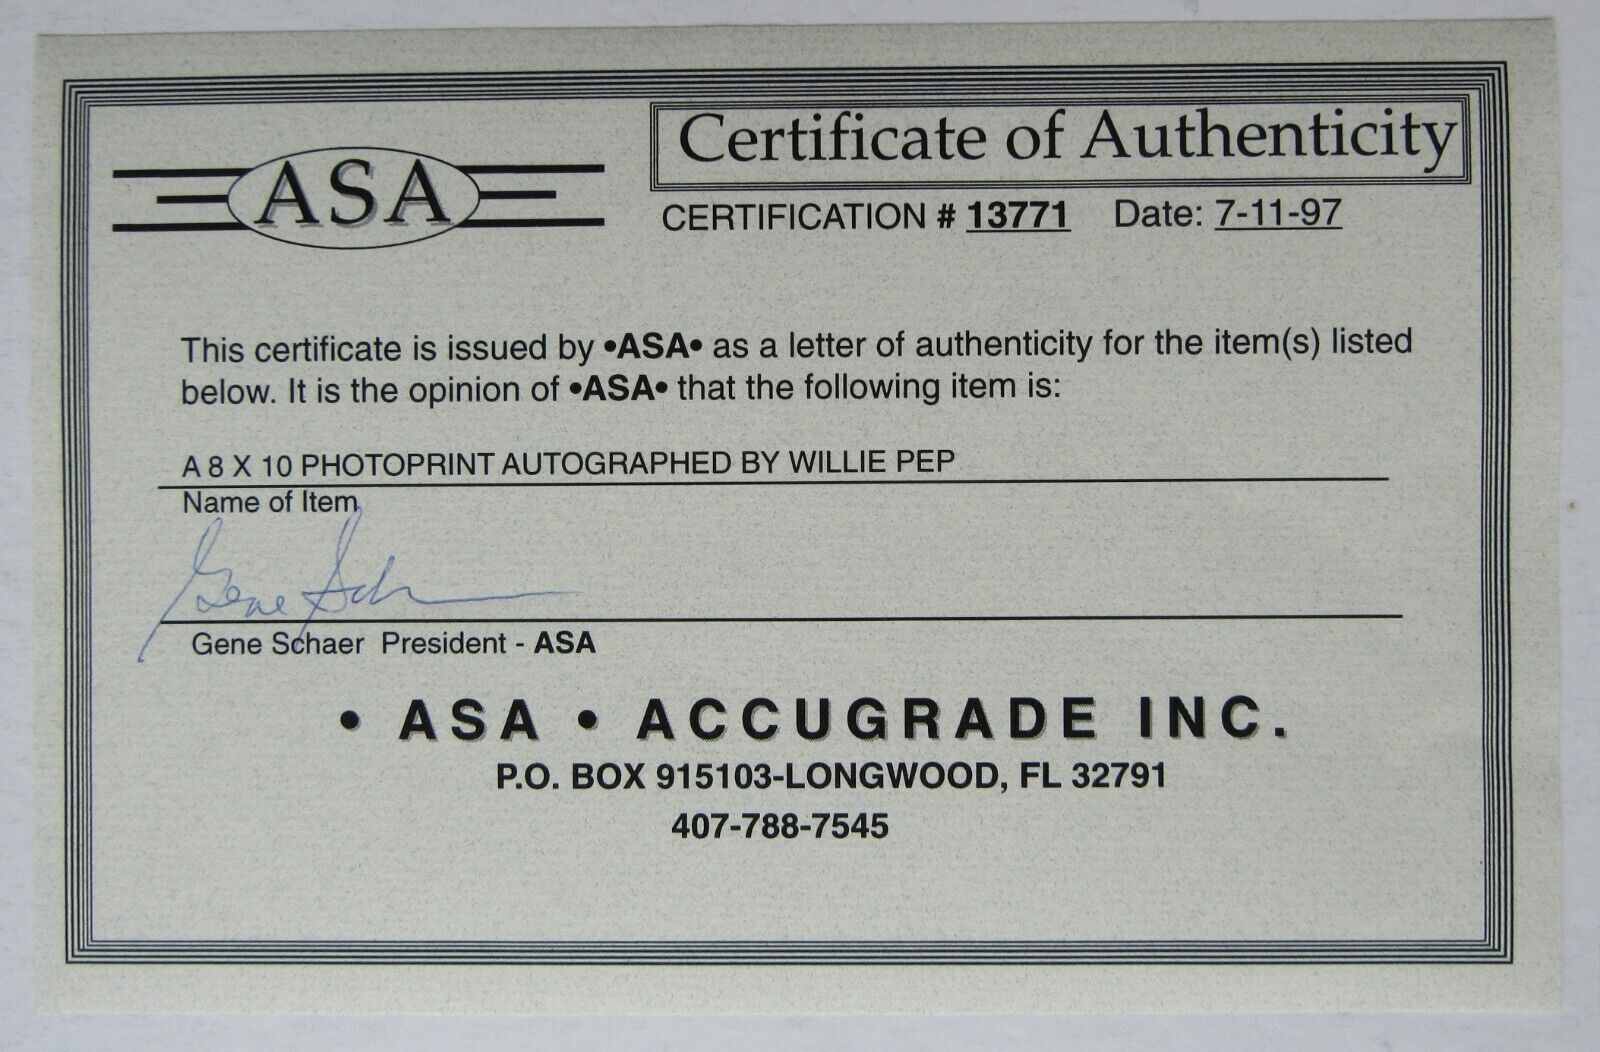 ASA
Certificate of Authenticity
CERTIFICATION # 13771 Date: 7-11-97
This certificate is issued by •ASA• as a letter of authenticity for the item(s) listed
below. It is the opinion of •ASA• that the following item is:
A 8 X 10 PHOTOPRINT AUTOGRAPHED BY WILLIE PEP
Name of Item
Gene Sch
Gene Schaer President - ASA
• ASA • ACCUGRADE INC.
P.O. BOX 915103-LONGWOOD, FL 32791
407-788-7545